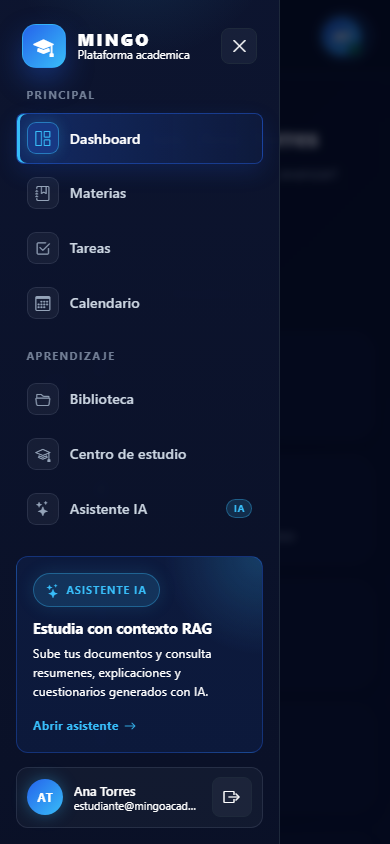 MINGO
Plataforma academica
PRINCIPAL
Dashboard
Materias
Tareas
Calendario
APRENDIZAJE
Biblioteca
Centro de estudio
Asistente IA
IA
ASISTENTE IA
Estudia con contexto RAG
Sube tus documentos y consulta
resumenes, explicaciones y
cuestionarios generados con IA.
Abrir asistente →
AT
Ana Torres
estudiante@mingoacad...